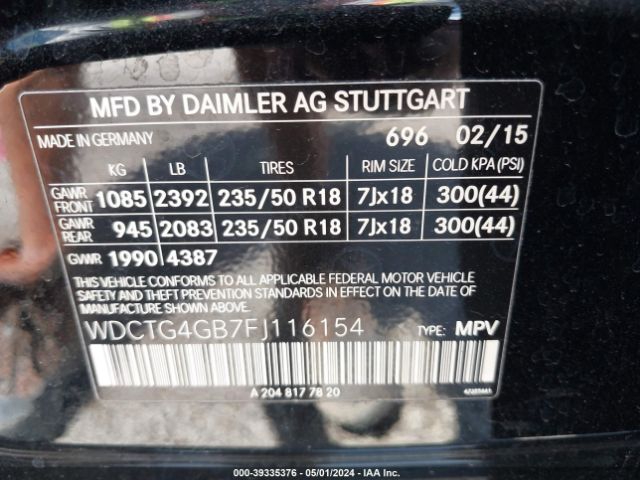 MFD BY DAIMLER AG STUTTGART
MADE IN GERMANY 696 02/15
KG LB TIRES RIM SIZE COLD KPA(PSI)
GAWR FRONT 1085 2392 235/50 R18 7Jx18 300(44)
GAWR REAR 945 2083 235/50 R18 7Jx18 300(44)
GVWR 1990 4387
THIS VEHICLE CONFORMS TO ALL APPLICABLE FEDERAL MOTOR VEHICLE
SAFETY AND THEFT PREVENTION STANDARDS IN EFFECT ON THE DATE OF
MANUFACTURE SHOWN ABOVE.
WDCTG4GB7FJ116154 TYPE: MPV
A 204 817 78 20
000-39335376 - 05/01/2024 - IAA Inc.